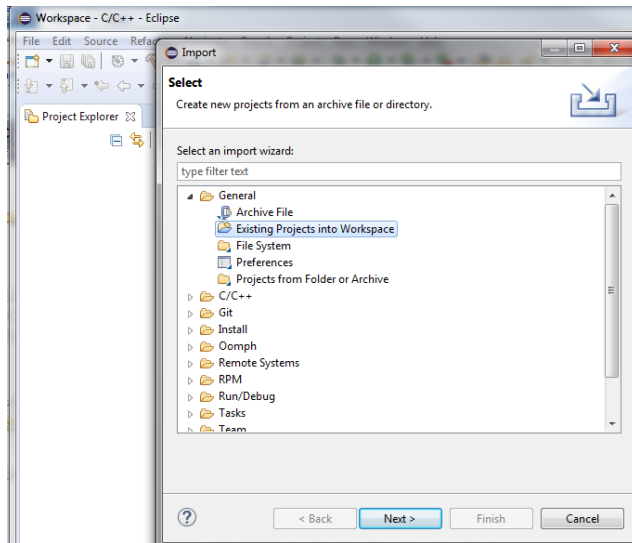 Workspace - C/C++ - Eclipse
File Edit Source
Import
Select
Create new projects from an archive file or directory.
Project Explorer
Select an import wizard:
type filter text
General
Archive File
Existing Projects into Workspace
File System
Preferences
Projects from Folder or Archive
C/C++
Git
Install
Oomph
Remote Systems
RPM
Run/Debug
Tasks
Team
< Back Next > Finish Cancel